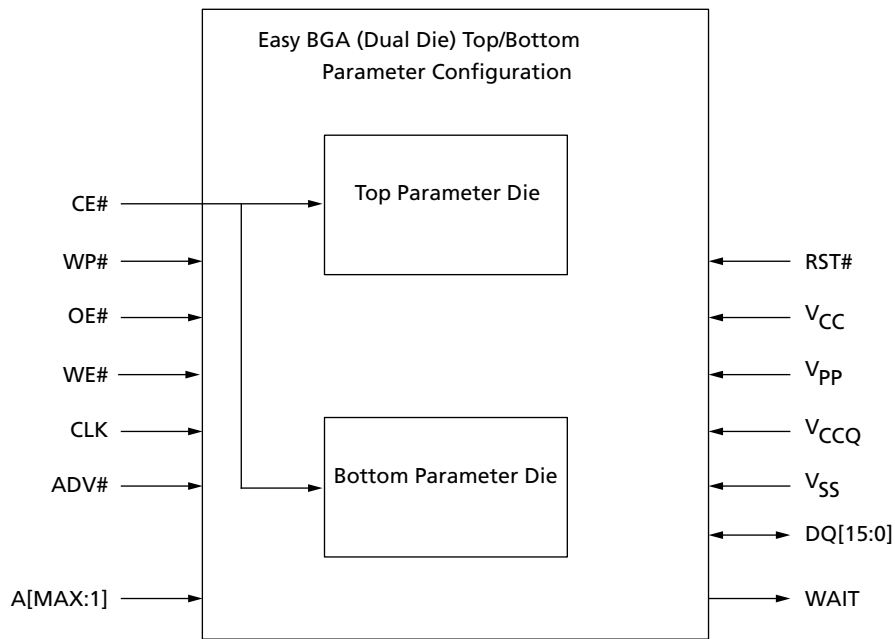 Easy BGA (Dual Die) Top/Bottom
Parameter Configuration
Top Parameter Die
Bottom Parameter Die
CE#
WP#
OE#
WE#
CLK
ADV#
A[MAX:1]
RST#
VCC
VPP
VCCQ
VSS
DQ[15:0]
WAIT